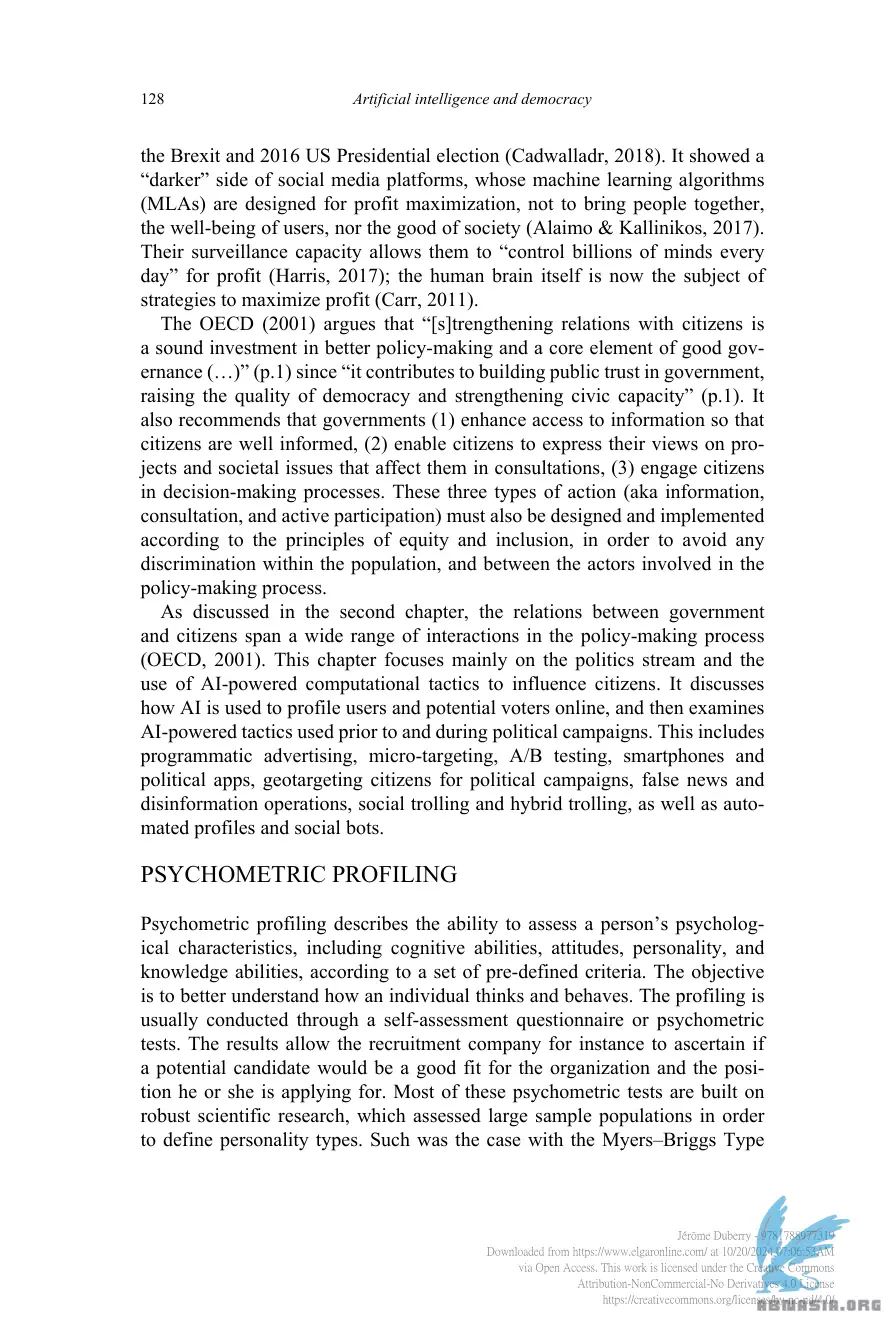 128 Artificial intelligence and democracy
the Brexit and 2016 US Presidential election (Cadwalladr, 2018). It showed a
“darker” side of social media platforms, whose machine learning algorithms
(MLAs) are designed for profit maximization, not to bring people together,
the well-being of users, nor the good of society (Alaimo & Kallinikos, 2017).
Their surveillance capacity allows them to “control billions of minds every
day” for profit (Harris, 2017); the human brain itself is now the subject of
strategies to maximize profit (Carr, 2011).
The OECD (2001) argues that “[s]trengthening relations with citizens is
a sound investment in better policy-making and a core element of good gov-
ernance (…)” (p.1) since “it contributes to building public trust in government,
raising the quality of democracy and strengthening civic capacity” (p.1). It
also recommends that governments (1) enhance access to information so that
citizens are well informed, (2) enable citizens to express their views on pro-
jects and societal issues that affect them in consultations, (3) engage citizens
in decision-making processes. These three types of action (aka information,
consultation, and active participation) must also be designed and implemented
according to the principles of equity and inclusion, in order to avoid any
discrimination within the population, and between the actors involved in the
policy-making process.
As discussed in the second chapter, the relations between government
and citizens span a wide range of interactions in the policy-making process
(OECD, 2001). This chapter focuses mainly on the politics stream and the
use of AI-powered computational tactics to influence citizens. It discusses
how AI is used to profile users and potential voters online, and then examines
AI-powered tactics used prior to and during political campaigns. This includes
programmatic advertising, micro-targeting, A/B testing, smartphones and
political apps, geotargeting citizens for political campaigns, false news and
disinformation operations, social trolling and hybrid trolling, as well as auto-
mated profiles and social bots.
PSYCHOMETRIC PROFILING
Psychometric profiling describes the ability to assess a person’s psycholog-
ical characteristics, including cognitive abilities, attitudes, personality, and
knowledge abilities, according to a set of pre-defined criteria. The objective
is to better understand how an individual thinks and behaves. The profiling is
usually conducted through a self-assessment questionnaire or psychometric
tests. The results allow the recruitment company for instance to ascertain if
a potential candidate would be a good fit for the organization and the posi-
tion he or she is applying for. Most of these psychometric tests are built on
robust scientific research, which assessed large sample populations in order
to define personality types. Such was the case with the Myers–Briggs Type
Jérôme Duberry - 9781788977319
Downloaded from https://www.elgaronline.com/ at 10/20/2024 07:06:53AM
via Open Access. This work is licensed under the Creative Commons
Attribution-NonCommercial-No Derivatives 4.0 License
https://creativecommons.org/licenses/by-nc-nd/4.0/
ABTWASIA.ORG